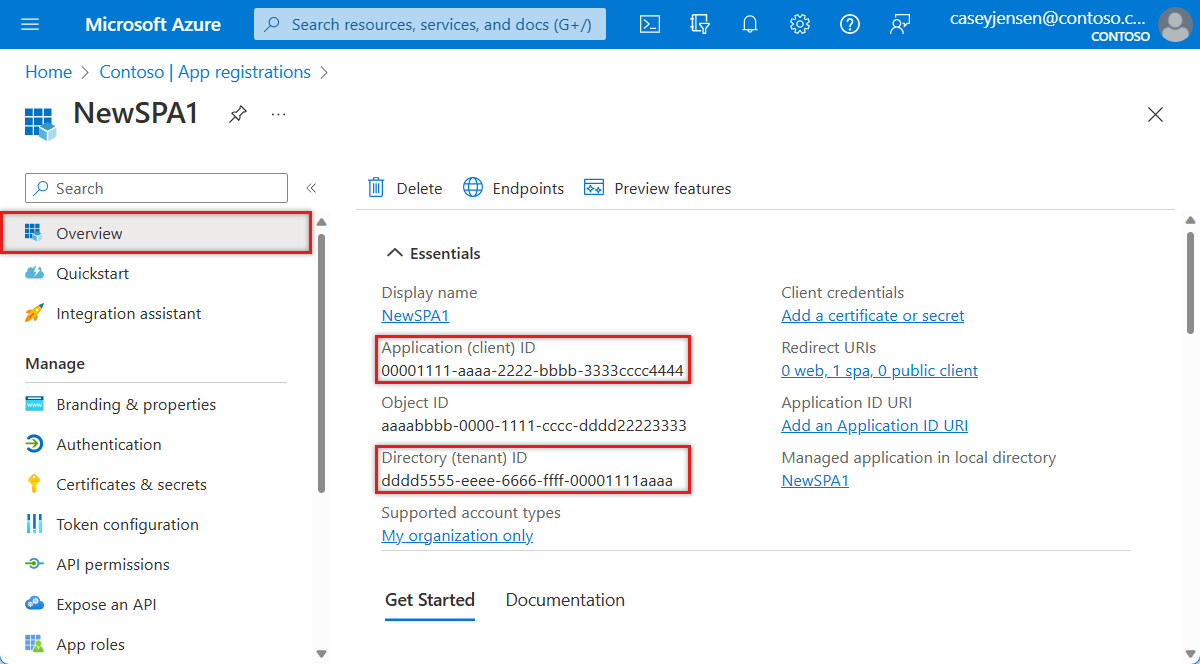 Microsoft Azure
Search resources, services, and docs (G+/)
caseyjensen@contoso.c...
CONTOSO
Home > Contoso | App registrations >
NewSPA1
...
Search
«
Delete
Endpoints
Preview features
Overview
Quickstart
Integration assistant
Manage
Branding & properties
Authentication
Certificates & secrets
Token configuration
API permissions
Expose an API
App roles
Essentials
Display name
NewSPA1
Application (client) ID
00001111-aaaa-2222-bbbb-3333cccc4444
Object ID
aaaabbbb-0000-1111-cccc-dddd22223333
Directory (tenant) ID
dddd5555-eeee-6666-ffff-00001111aaaa
Supported account types
My organization only
Client credentials
Add a certificate or secret
Redirect URIs
0 web, 1 spa, 0 public client
Application ID URI
Add an Application ID URI
Managed application in local directory
NewSPA1
Get Started
Documentation